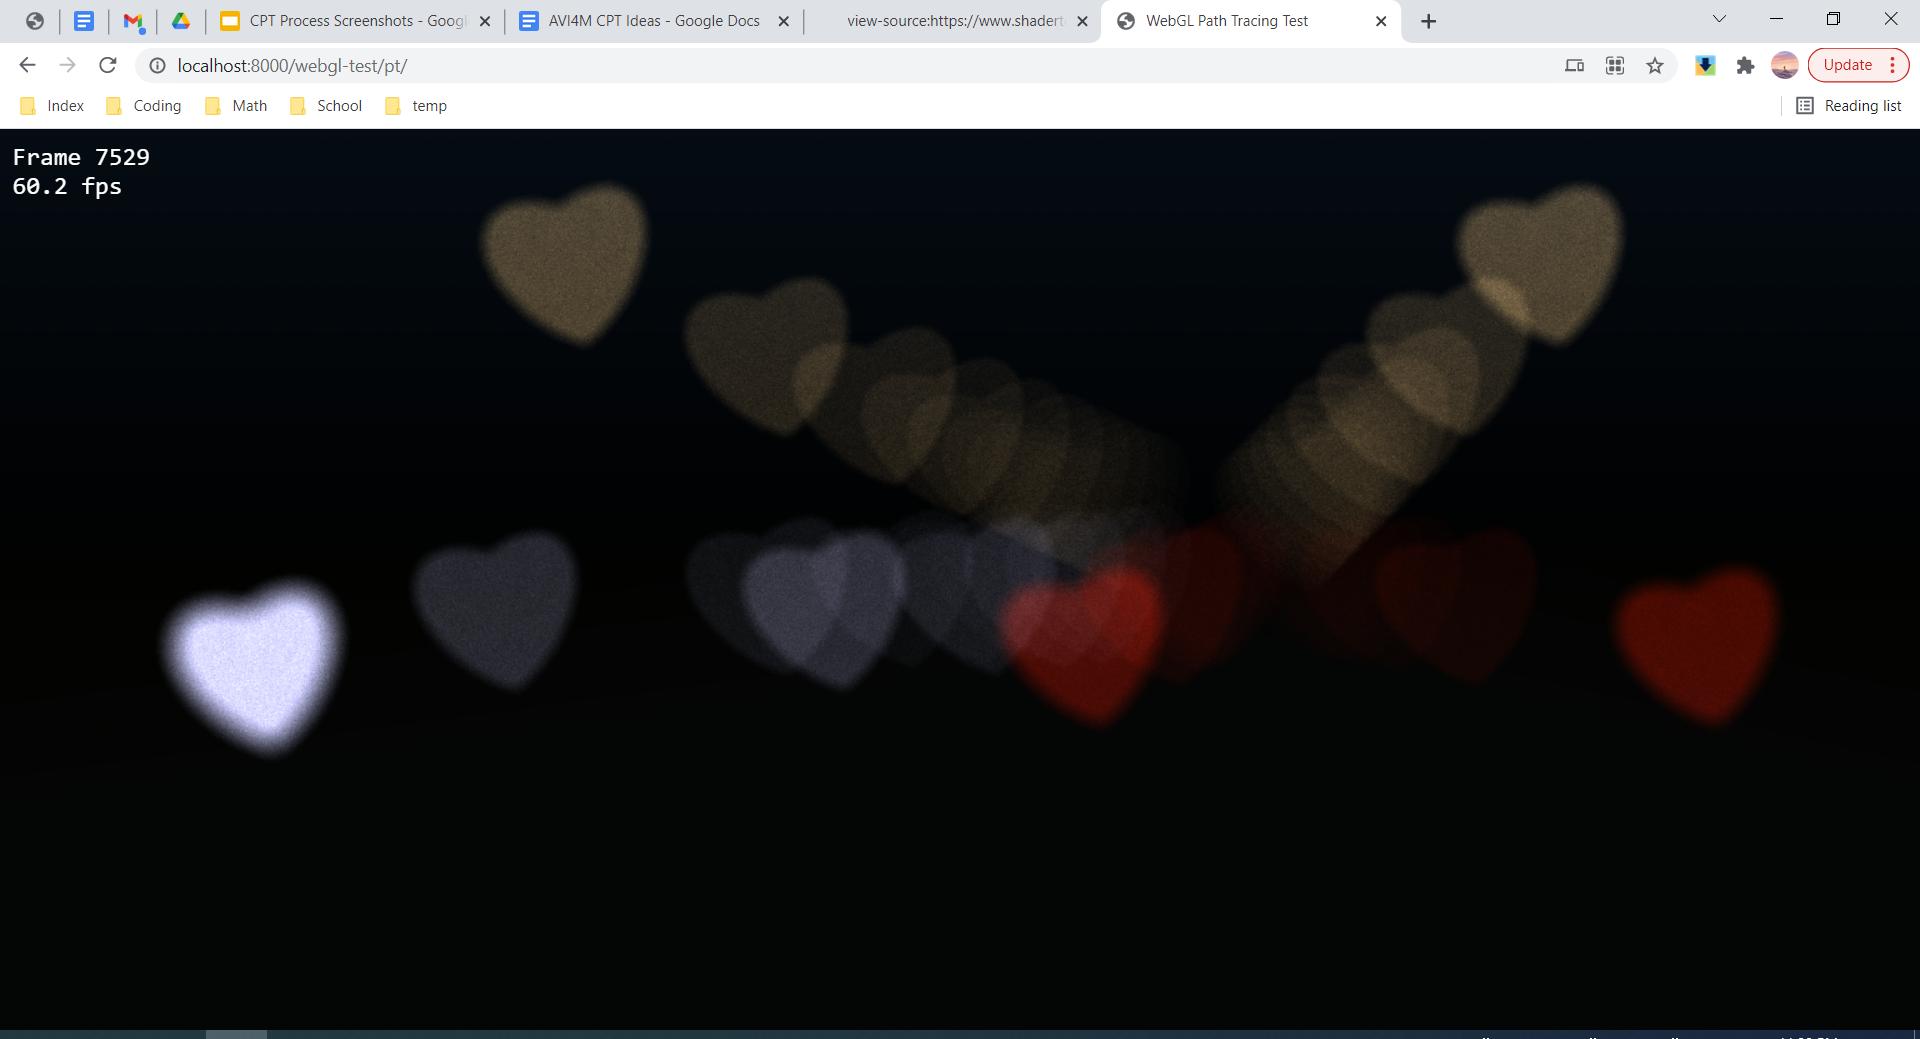 CPT Process Screenshots - Googl
AVI4M CPT Ideas - Google Docs
view-source:https://www.shadert
WebGL Path Tracing Test
localhost:8000/webgl-test/pt/
Update
Index
Coding
Math
School
temp
Reading list
Frame 7529
60.2 fps